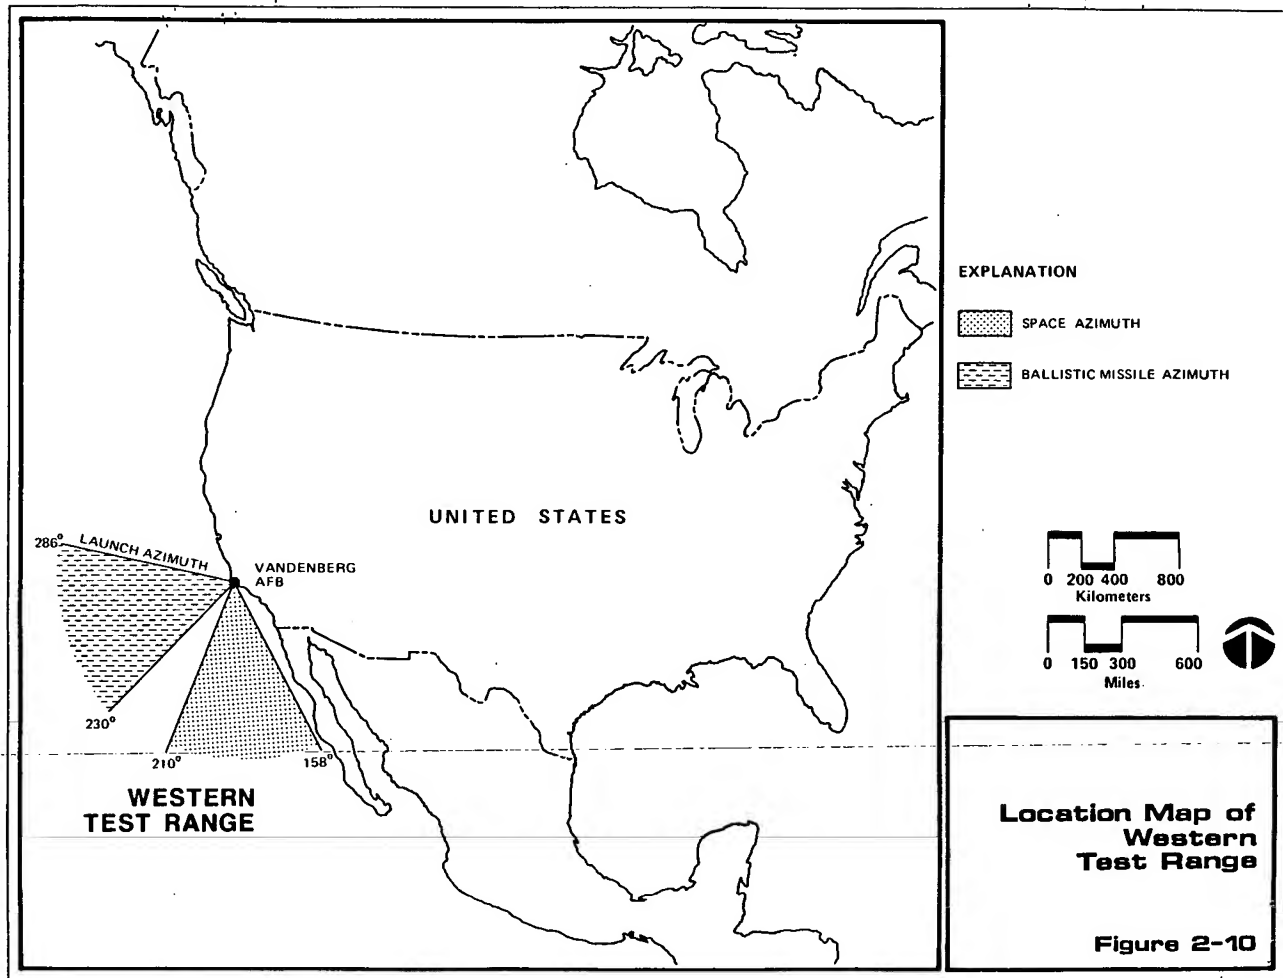 EXPLANATION
SPACE AZIMUTH
BALLISTIC MISSILE AZIMUTH
UNITED STATES
286°
LAUNCH AZIMUTH
VANDENBERG
AFB
230°
210°
158°
WESTERN
TEST RANGE
0 200 400 800
Kilometers
0 150 300 600
Miles
Location Map of
Western
Test Range
Figure 2-10